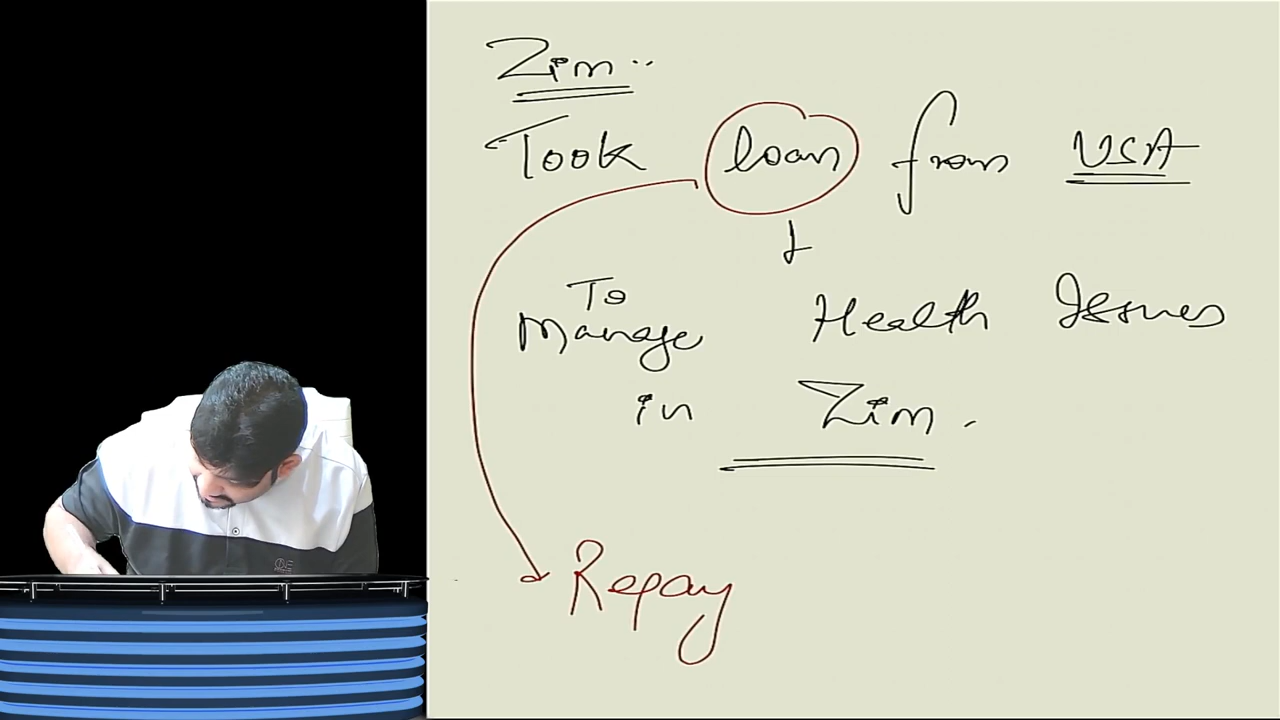 Zim..
Took loan from USA
To
Manage Health Issues
in Zim.
Repay